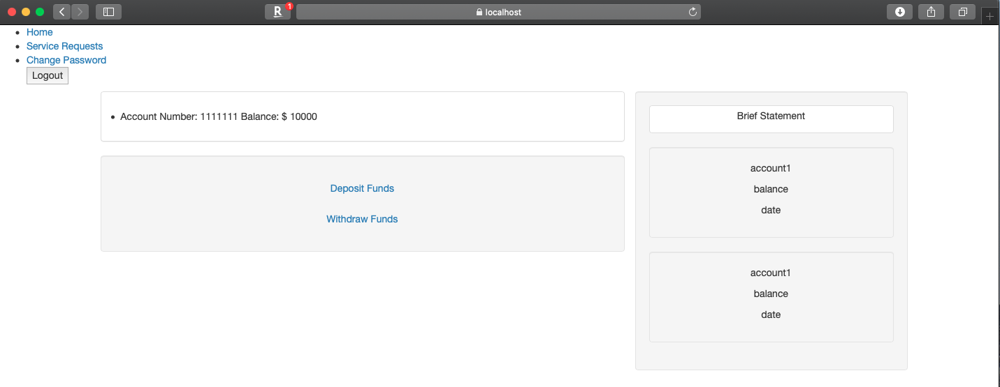 R 1
localhost
Home
Service Requests
Change Password
Logout
Account Number: 1111111 Balance: $ 10000
Deposit Funds
Withdraw Funds
Brief Statement
account1
balance
date
account1
balance
date